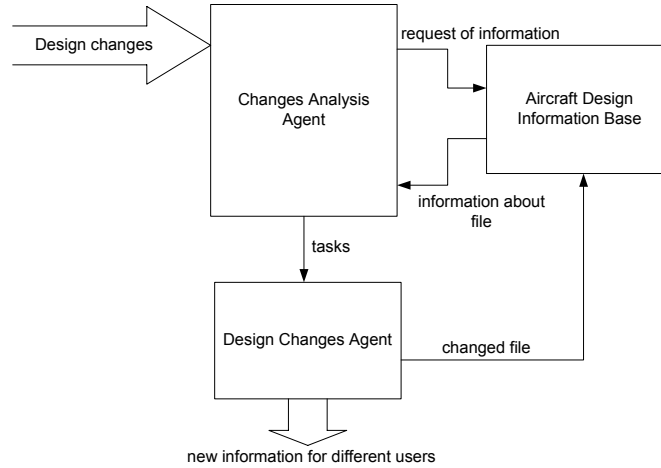 Design changes
request of information
Changes Analysis
Agent
Aircraft Design
Information Base
information about
file
tasks
Design Changes Agent
changed file
new information for different users